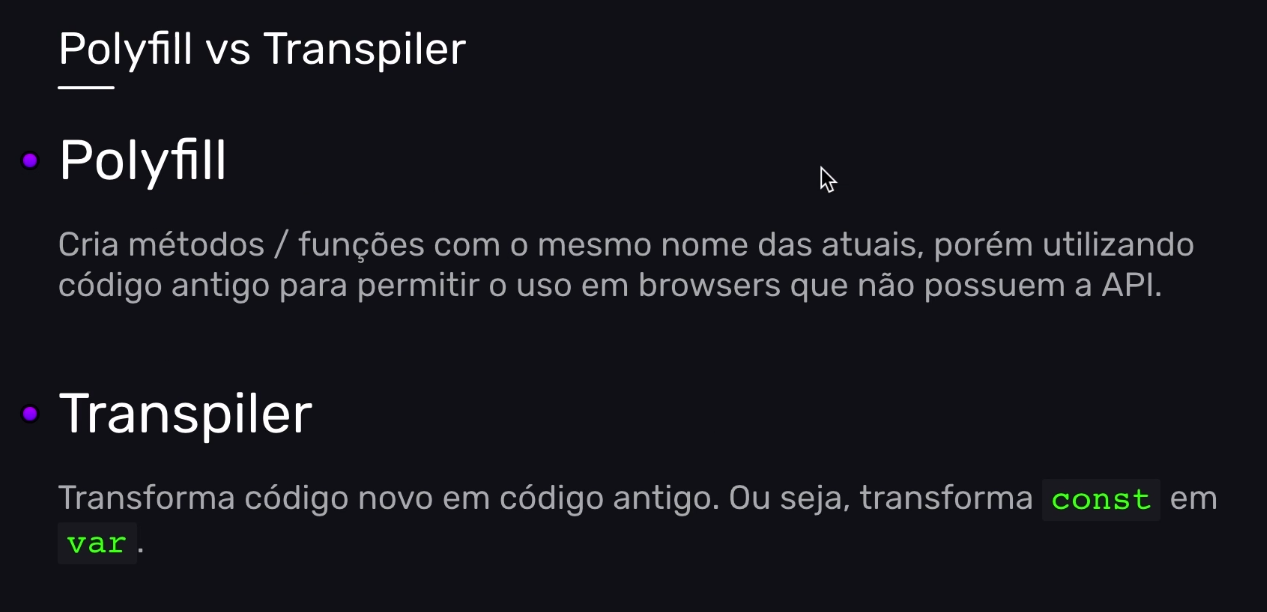 Polyfill vs Transpiler
Polyfill
Cria métodos / funções com o mesmo nome das atuais, porém utilizando
código antigo para permitir o uso em browsers que não possuem a API.
Transpiler
Transforma código novo em código antigo. Ou seja, transforma const em
var .